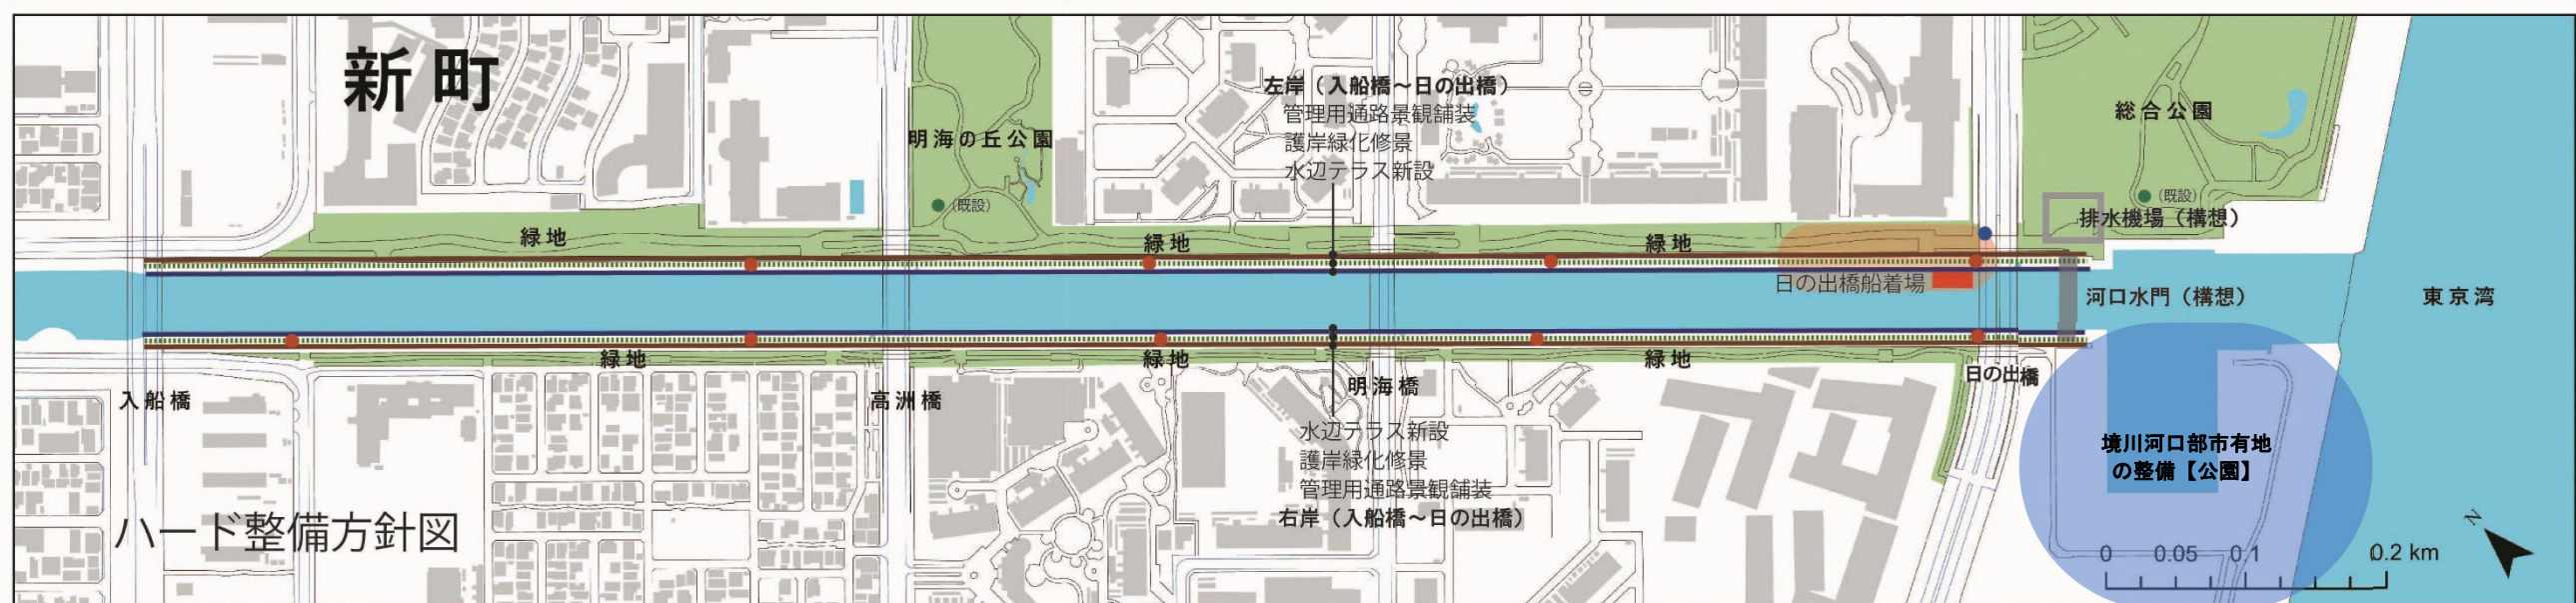 新町
左岸（入船橋～日の出橋）
管理用通路景観舗装
護岸緑化修景
水辺テラス新設
明海の丘公園
(既設)
総合公園
(既設)
排水機場（構想）
緑地
緑地
緑地
日の出橋船着場
河口水門（構想）
東京湾
緑地
緑地
緑地
入船橋
高洲橋
明海橋
日の出橋
水辺テラス新設
護岸緑化修景
管理用通路景観舗装
右岸（入船橋～日の出橋）
境川河口部市有地
の整備【公園】
ハード整備方針図
N
0 0.05 0.1 0.2 km